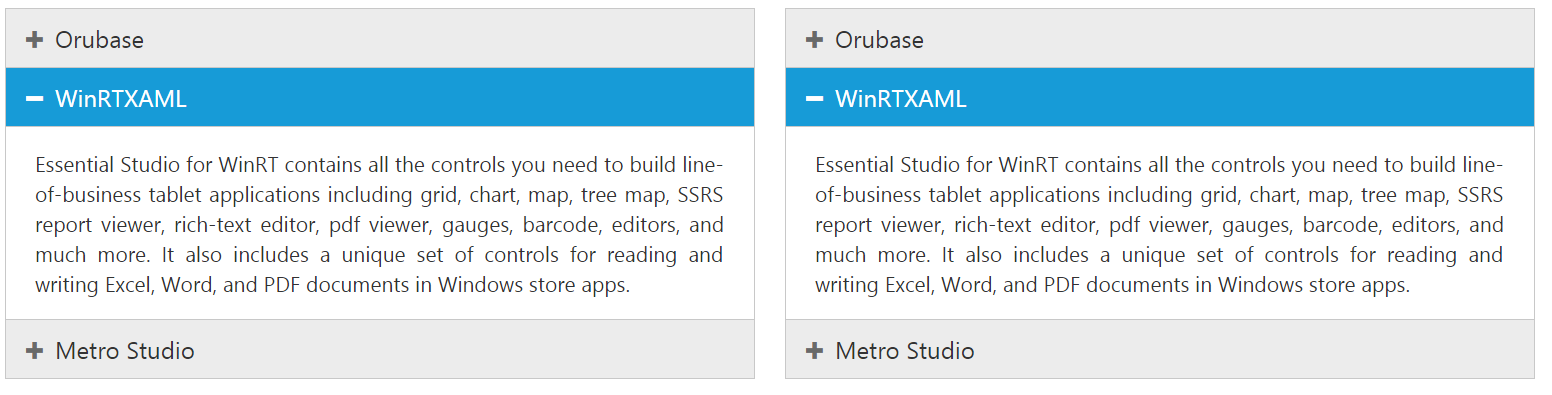 Orubase
WinRTXAML
Essential Studio for WinRT contains all the controls you need to build line-
of-business tablet applications including grid, chart, map, tree map, SSRS
report viewer, rich-text editor, pdf viewer, gauges, barcode, editors, and
much more. It also includes a unique set of controls for reading and
writing Excel, Word, and PDF documents in Windows store apps.
Metro Studio
Orubase
WinRTXAML
Essential Studio for WinRT contains all the controls you need to build line-
of-business tablet applications including grid, chart, map, tree map, SSRS
report viewer, rich-text editor, pdf viewer, gauges, barcode, editors, and
much more. It also includes a unique set of controls for reading and
writing Excel, Word, and PDF documents in Windows store apps.
Metro Studio